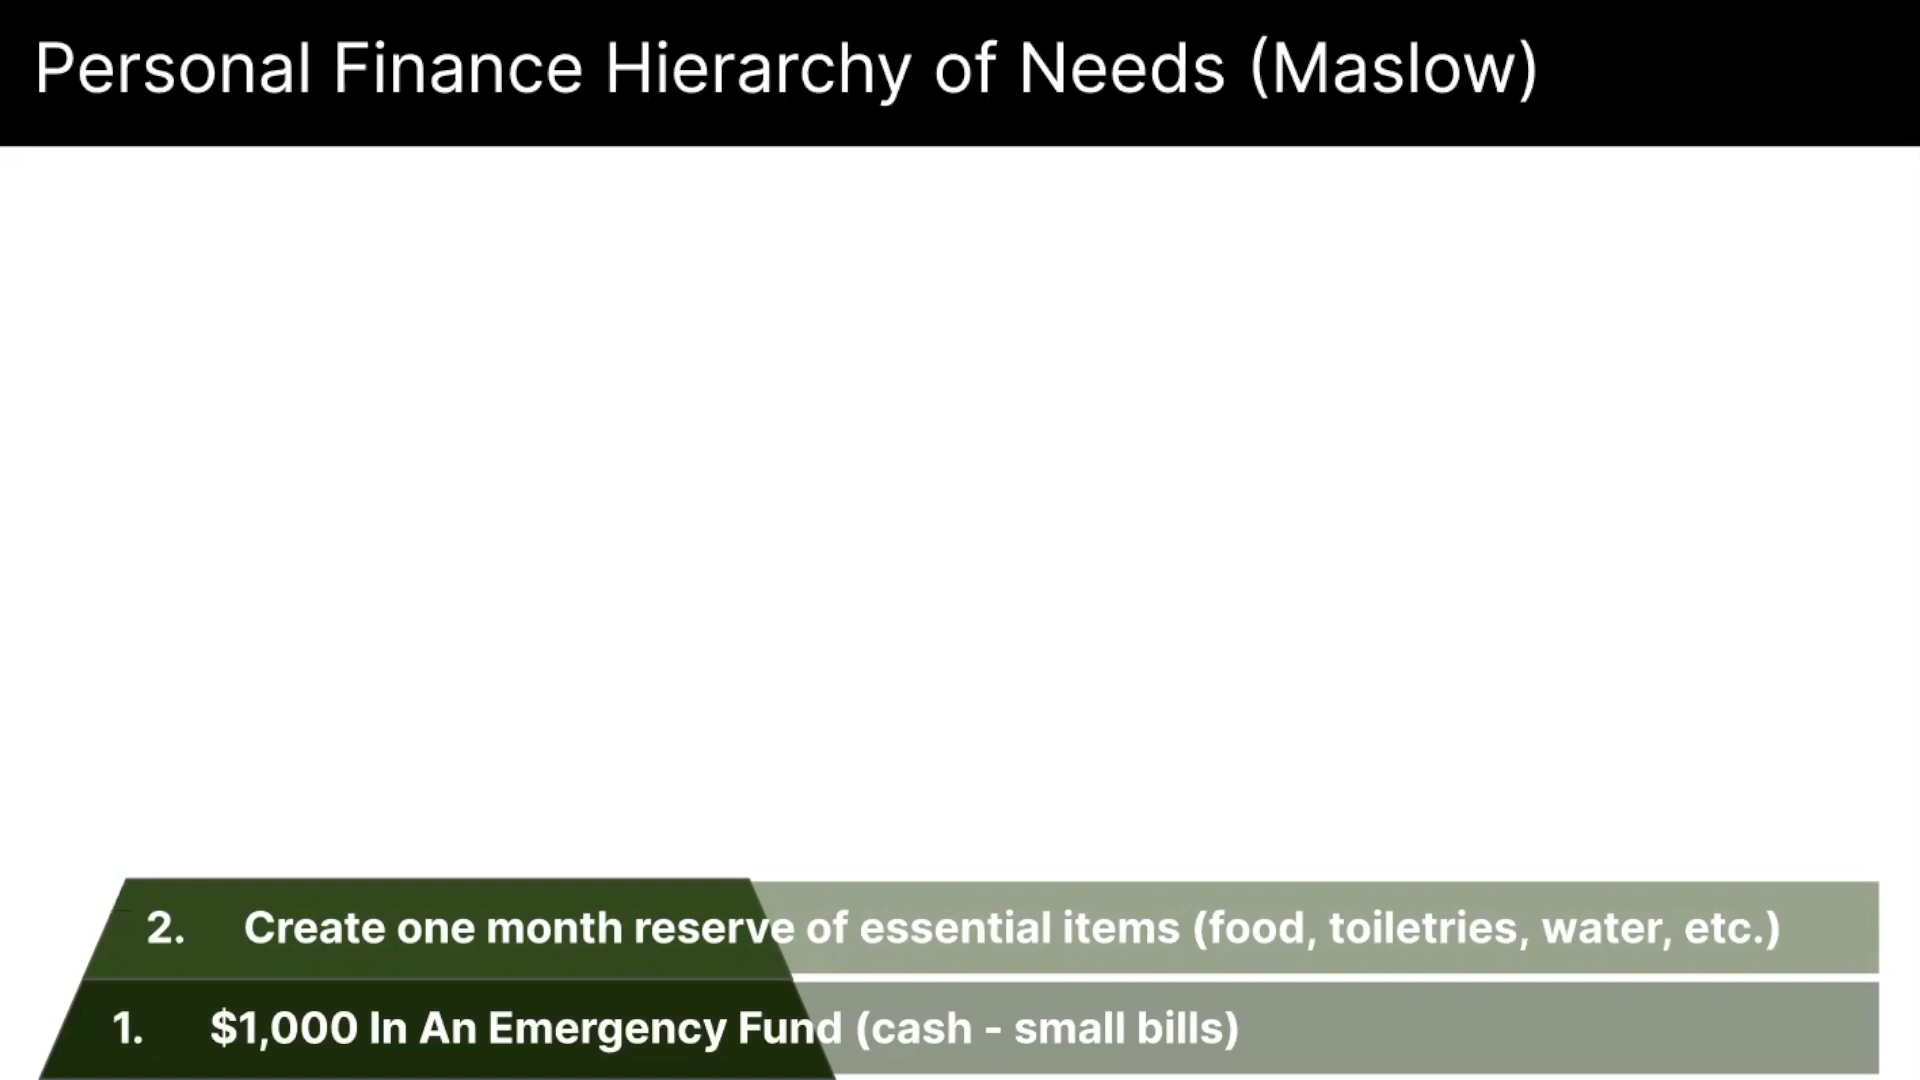 Personal Finance Hierarchy of Needs (Maslow)
2. Create one month reserve of essential items (food, toiletries, water, etc.)
1. $1,000 In An Emergency Fund (cash - small bills)